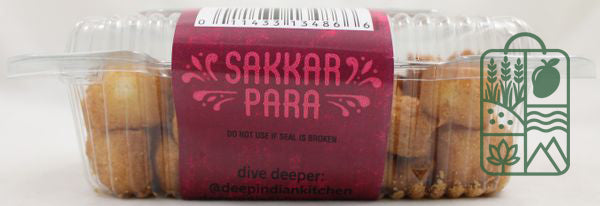 0 11433 13486 6
SAKKAR
PARA
DO NOT USE IF SEAL IS BROKEN
dive deeper:
@deepindiankitchen